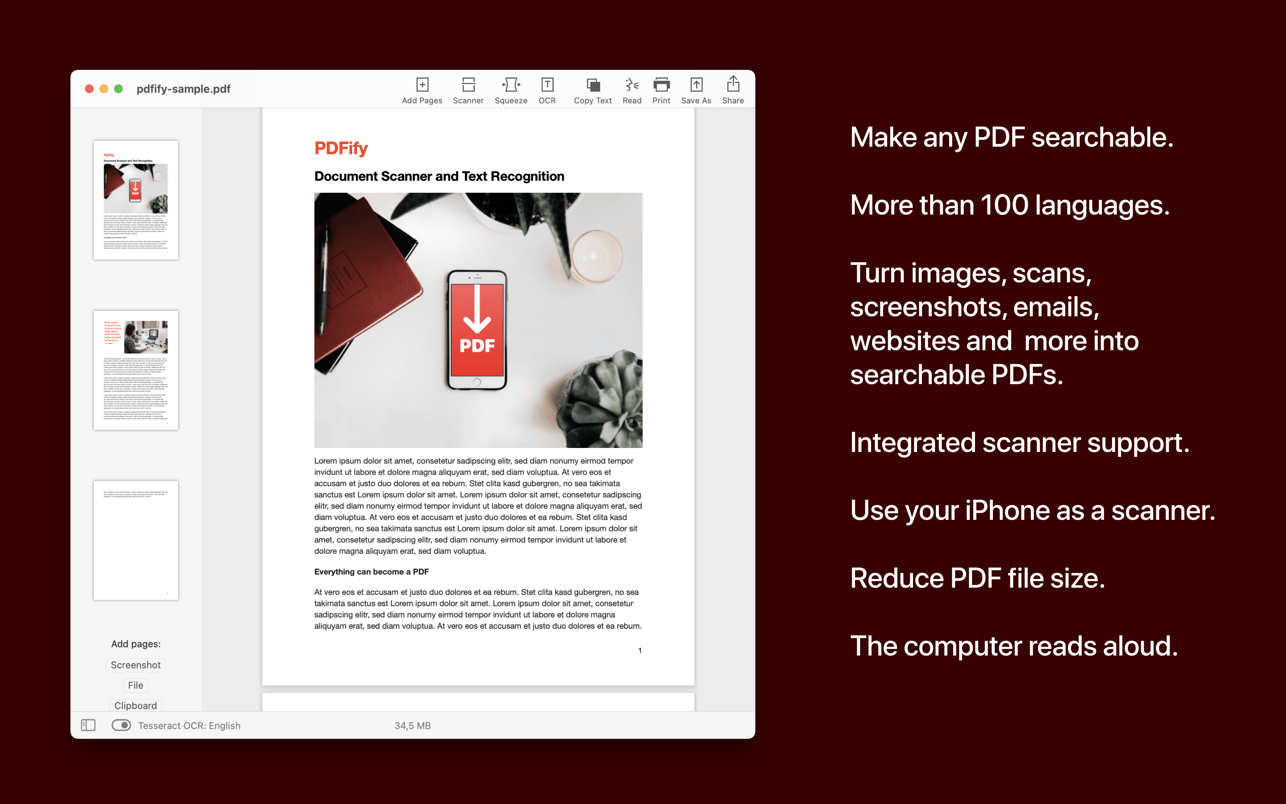 pdfify-sample.pdf
Add Pages
Scanner
Squeeze
OCR
Copy Text
Read
Print
Save As
Share
PDFify
Document Scanner and Text Recognition
PDF
Lorem ipsum dolor sit amet, consetetur sadipscing elitr, sed diam nonumy eirmod tempor
invidunt ut labore et dolore magna aliquyam erat, sed diam voluptua. At vero eos et
accusam et justo duo dolores et ea rebum. Stet clita kasd gubergren, no sea takimata
sanctus est Lorem ipsum dolor sit amet. Lorem ipsum dolor sit amet, consetetur sadipscing
elitr, sed diam nonumy eirmod tempor invidunt ut labore et dolore magna aliquyam erat, sed
diam voluptua. At vero eos et accusam et justo duo dolores et ea rebum. Stet clita kasd
gubergren, no sea takimata sanctus est Lorem ipsum dolor sit amet. Lorem ipsum dolor sit
amet, consetetur sadipscing elitr, sed diam nonumy eirmod tempor invidunt ut labore et
dolore magna aliquyam erat, sed diam voluptua.
Everything can become a PDF
At vero eos et accusam et justo duo dolores et ea rebum. Stet clita kasd gubergren, no sea
takimata sanctus est Lorem ipsum dolor sit amet. Lorem ipsum dolor sit amet, consetetur
sadipscing elitr, sed diam nonumy eirmod tempor invidunt ut labore et dolore magna
aliquyam erat, sed diam voluptua. At vero eos et accusam et justo duo dolores et ea rebum.
1
PDFify
Document Scanner and Text Recognition
PDF
Add pages:
Screenshot
File
Clipboard
Tesseract OCR: English
34,5 MB
Make any PDF searchable.
More than 100 languages.
Turn images, scans,
screenshots, emails,
websites and more into
searchable PDFs.
Integrated scanner support.
Use your iPhone as a scanner.
Reduce PDF file size.
The computer reads aloud.